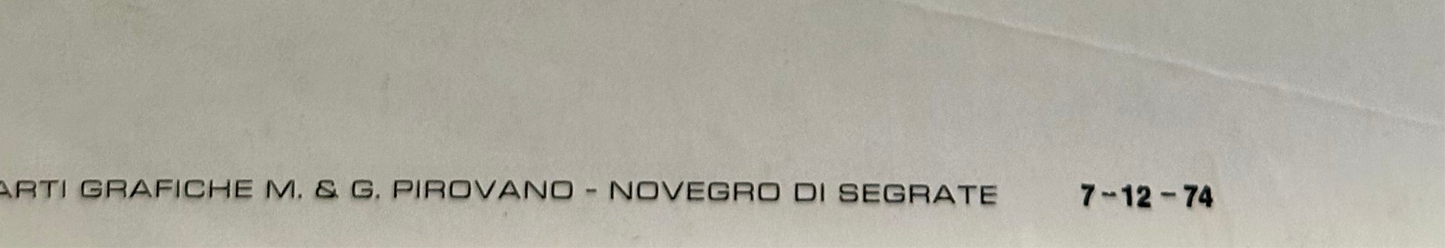 ARTI GRAFICHE M. & G. PIROVANO - NOVEGRO DI SEGRATE 7-12-74